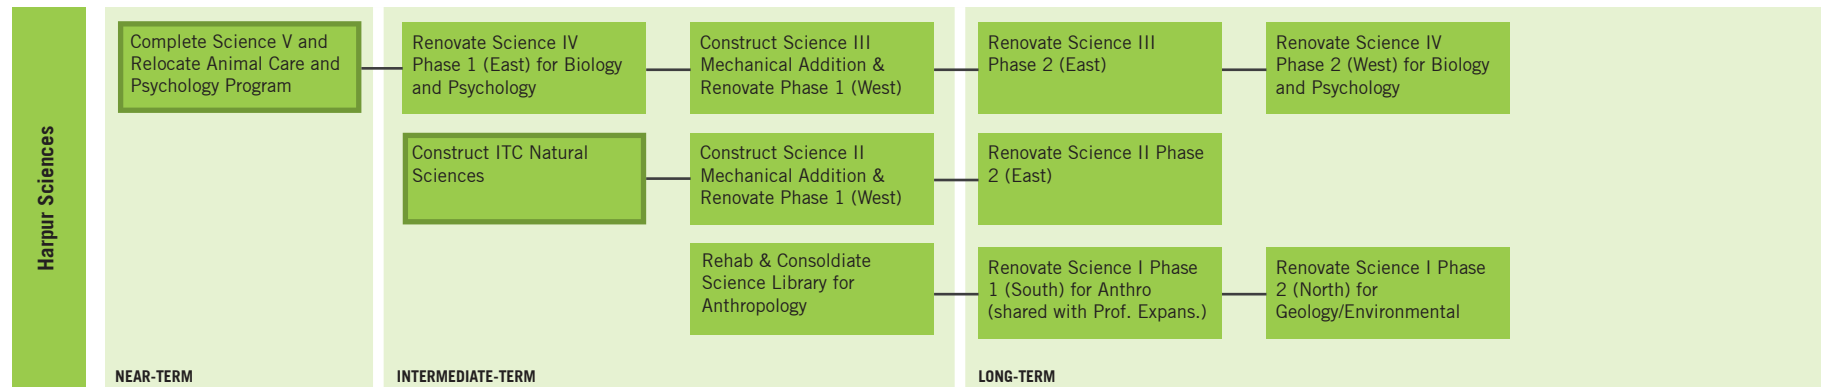 Harpur Sciences
Complete Science V and
Relocate Animal Care and
Psychology Program
Renovate Science IV
Phase 1 (East) for Biology
and Psychology
Construct Science III
Mechanical Addition &
Renovate Phase 1 (West)
Renovate Science III
Phase 2 (East)
Renovate Science IV
Phase 2 (West) for Biology
and Psychology
Construct ITC Natural
Sciences
Construct Science II
Mechanical Addition &
Renovate Phase 1 (West)
Renovate Science II Phase
2 (East)
Rehab & Consoldiate
Science Library for
Anthropology
Renovate Science I Phase
1 (South) for Anthro
(shared with Prof. Expans.)
Renovate Science I Phase
2 (North) for
Geology/Environmental
NEAR-TERM
INTERMEDIATE-TERM
LONG-TERM